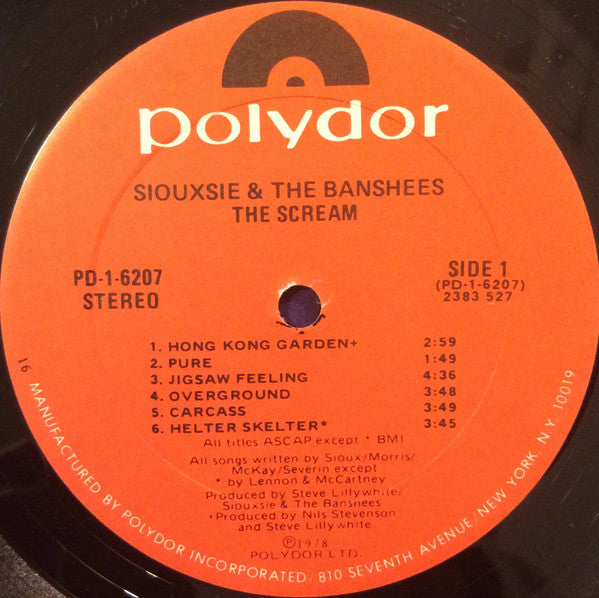 polydor
SIOUXSIE & THE BANSHEES
THE SCREAM
PD-1-6207
STEREO
SIDE 1
(PD-1-6207)
2383 527
1. HONG KONG GARDEN+ 2:59
2. PURE 1:49
3. JIGSAW FEELING 4:36
4. OVERGROUND 3:48
5. CARCASS 3:49
6. HELTER SKELTER* 3:45
All titles ASCAP except * BMI
All songs written by Sioux/Morris/
McKay/Severin except
* by Lennon & McCartney
Produced by Steve Lillywhite/
Siouxsie & The Banshees
+Produced by Nils Stevenson
and Steve Lillywhite
Ⓟ1978
POLYDOR LTD.
16 MANUFACTURED BY POLYDOR INCORPORATED/810 SEVENTH AVENUE/NEW YORK, N.Y. 10019